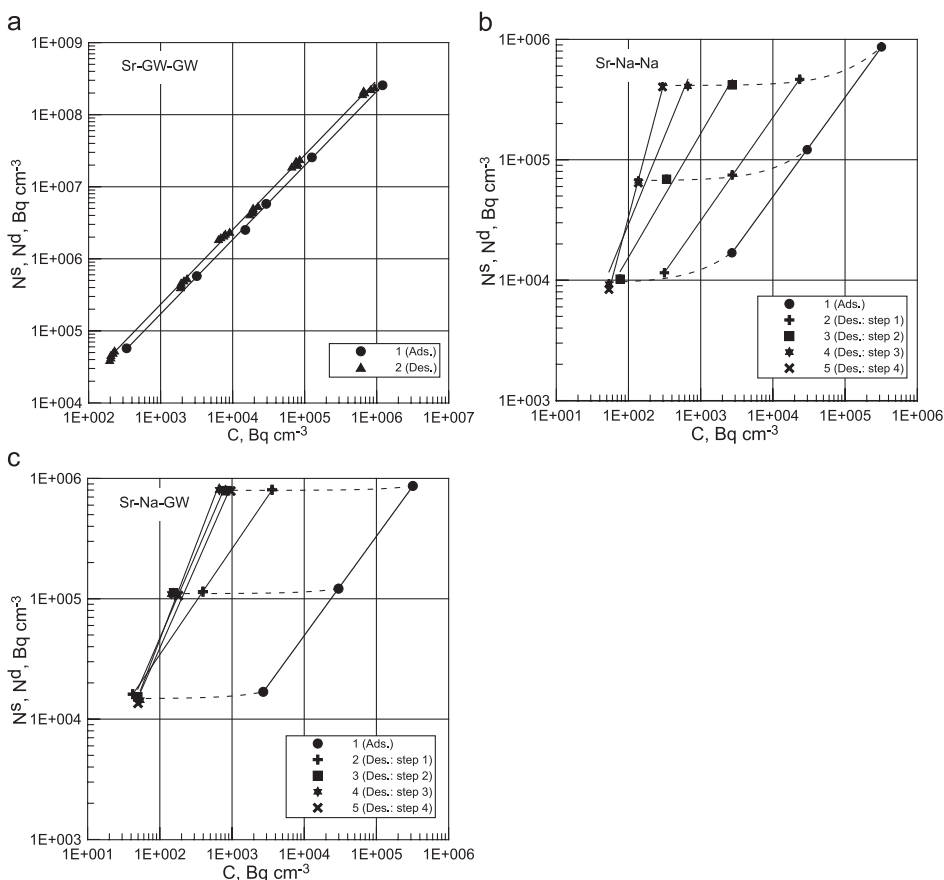 a
1E+009
1E+008
1E+007
1E+006
1E+005
1E+004
Nˢ, Nᵈ, Bq cm⁻³
Sr-GW-GW
1 (Ads.)
2 (Des.)
1E+002 1E+003 1E+004 1E+005 1E+006 1E+007
C, Bq cm⁻³
b
1E+006
1E+005
1E+004
1E+003
Nˢ, Nᵈ, Bq cm⁻³
Sr-Na-Na
1 (Ads.)
2 (Des.: step 1)
3 (Des.: step 2)
4 (Des.: step 3)
5 (Des.: step 4)
1E+001 1E+002 1E+003 1E+004 1E+005 1E+006
C, Bq cm⁻³
c
1E+006
1E+005
1E+004
1E+003
Nˢ, Nᵈ, Bq cm⁻³
Sr-Na-GW
1 (Ads.)
2 (Des.: step 1)
3 (Des.: step 2)
4 (Des.: step 3)
5 (Des.: step 4)
1E+001 1E+002 1E+003 1E+004 1E+005 1E+006
C, Bq cm⁻³